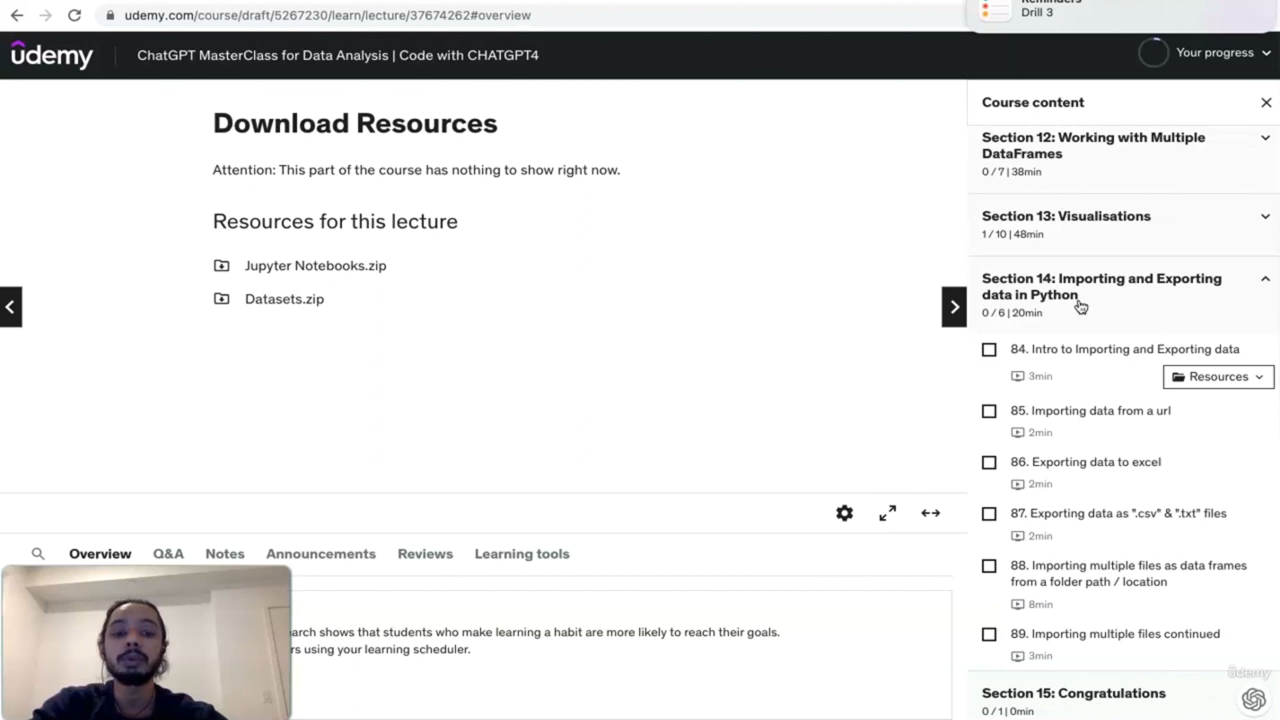 udemy.com/course/draft/5267230/learn/lecture/37674262#overview
Reminders
Drill 3
ûdemy
ChatGPT MasterClass for Data Analysis | Code with CHATGPT4
Your progress
Download Resources
Attention: This part of the course has nothing to show right now.
Resources for this lecture
Jupyter Notebooks.zip
Datasets.zip
Overview
Q&A
Notes
Announcements
Reviews
Learning tools
arch shows that students who make learning a habit are more likely to reach their goals.
rs using your learning scheduler.
Course content
Section 12: Working with Multiple
DataFrames
0 / 7 | 38min
Section 13: Visualisations
1 / 10 | 48min
Section 14: Importing and Exporting
data in Python
0 / 6 | 20min
84. Intro to Importing and Exporting data
3min
Resources
85. Importing data from a url
2min
86. Exporting data to excel
2min
87. Exporting data as ".csv" & ".txt" files
2min
88. Importing multiple files as data frames
from a folder path / location
8min
89. Importing multiple files continued
3min
Section 15: Congratulations
0 / 1 | 0min
ûdemy